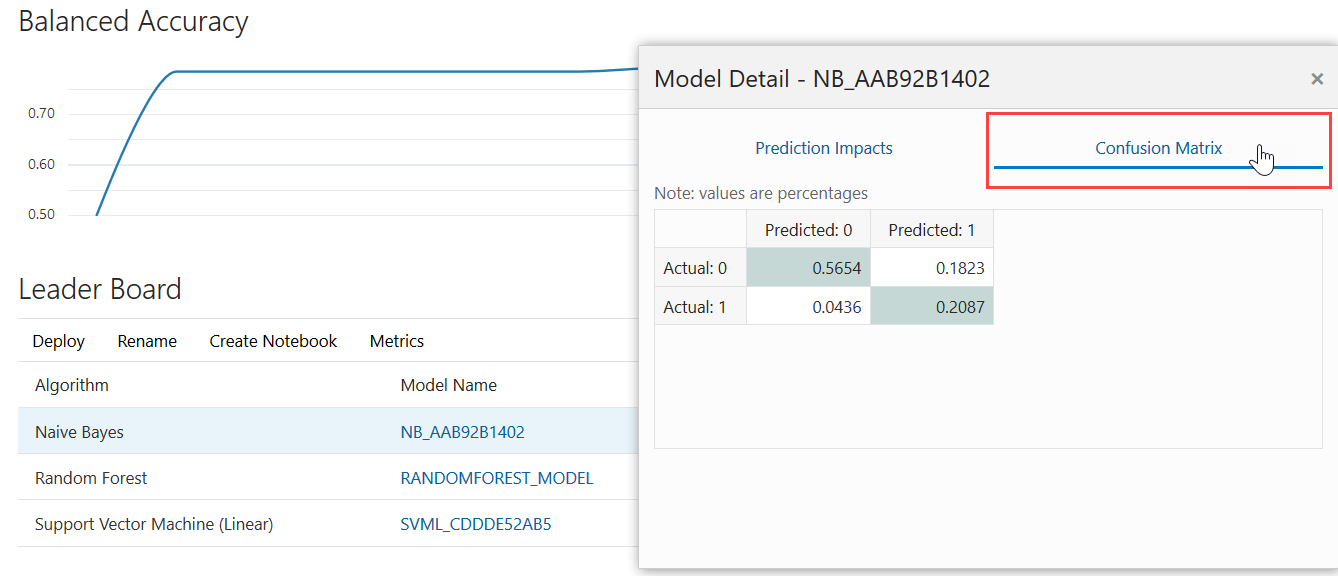 Balanced Accuracy
0.70
0.60
0.50
Leader Board
Deploy Rename Create Notebook Metrics
Algorithm Model Name
Naive Bayes NB_AAB92B1402
Random Forest RANDOMFOREST_MODEL
Support Vector Machine (Linear) SVML_CDDDE52AB5
Model Detail - NB_AAB92B1402 ×
Prediction Impacts Confusion Matrix
Note: values are percentages
Predicted: 0 Predicted: 1
Actual: 0 0.5654 0.1823
Actual: 1 0.0436 0.2087